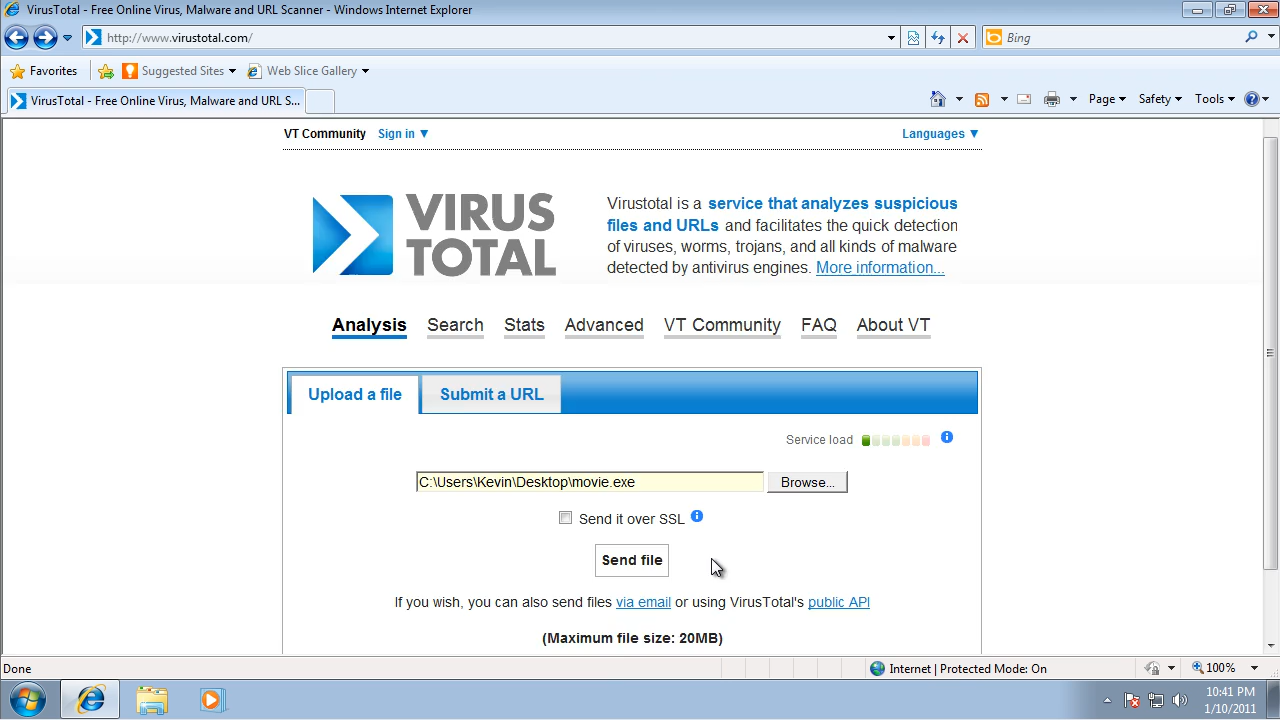 VirusTotal - Free Online Virus, Malware and URL Scanner - Windows Internet Explorer
http://www.virustotal.com/
Bing
Favorites Suggested Sites Web Slice Gallery
VirusTotal - Free Online Virus, Malware and URL S...
Page Safety Tools
VT Community Sign in Languages
VIRUS
TOTAL
Virustotal is a service that analyzes suspicious
files and URLs and facilitates the quick detection
of viruses, worms, trojans, and all kinds of malware
detected by antivirus engines. More information...
Analysis Search Stats Advanced VT Community FAQ About VT
Upload a file Submit a URL
Service load
C:\Users\Kevin\Desktop\movie.exe Browse...
Send it over SSL
Send file
If you wish, you can also send files via email or using VirusTotal's public API
(Maximum file size: 20MB)
Done Internet | Protected Mode: On 100%
10:41 PM
1/10/2011